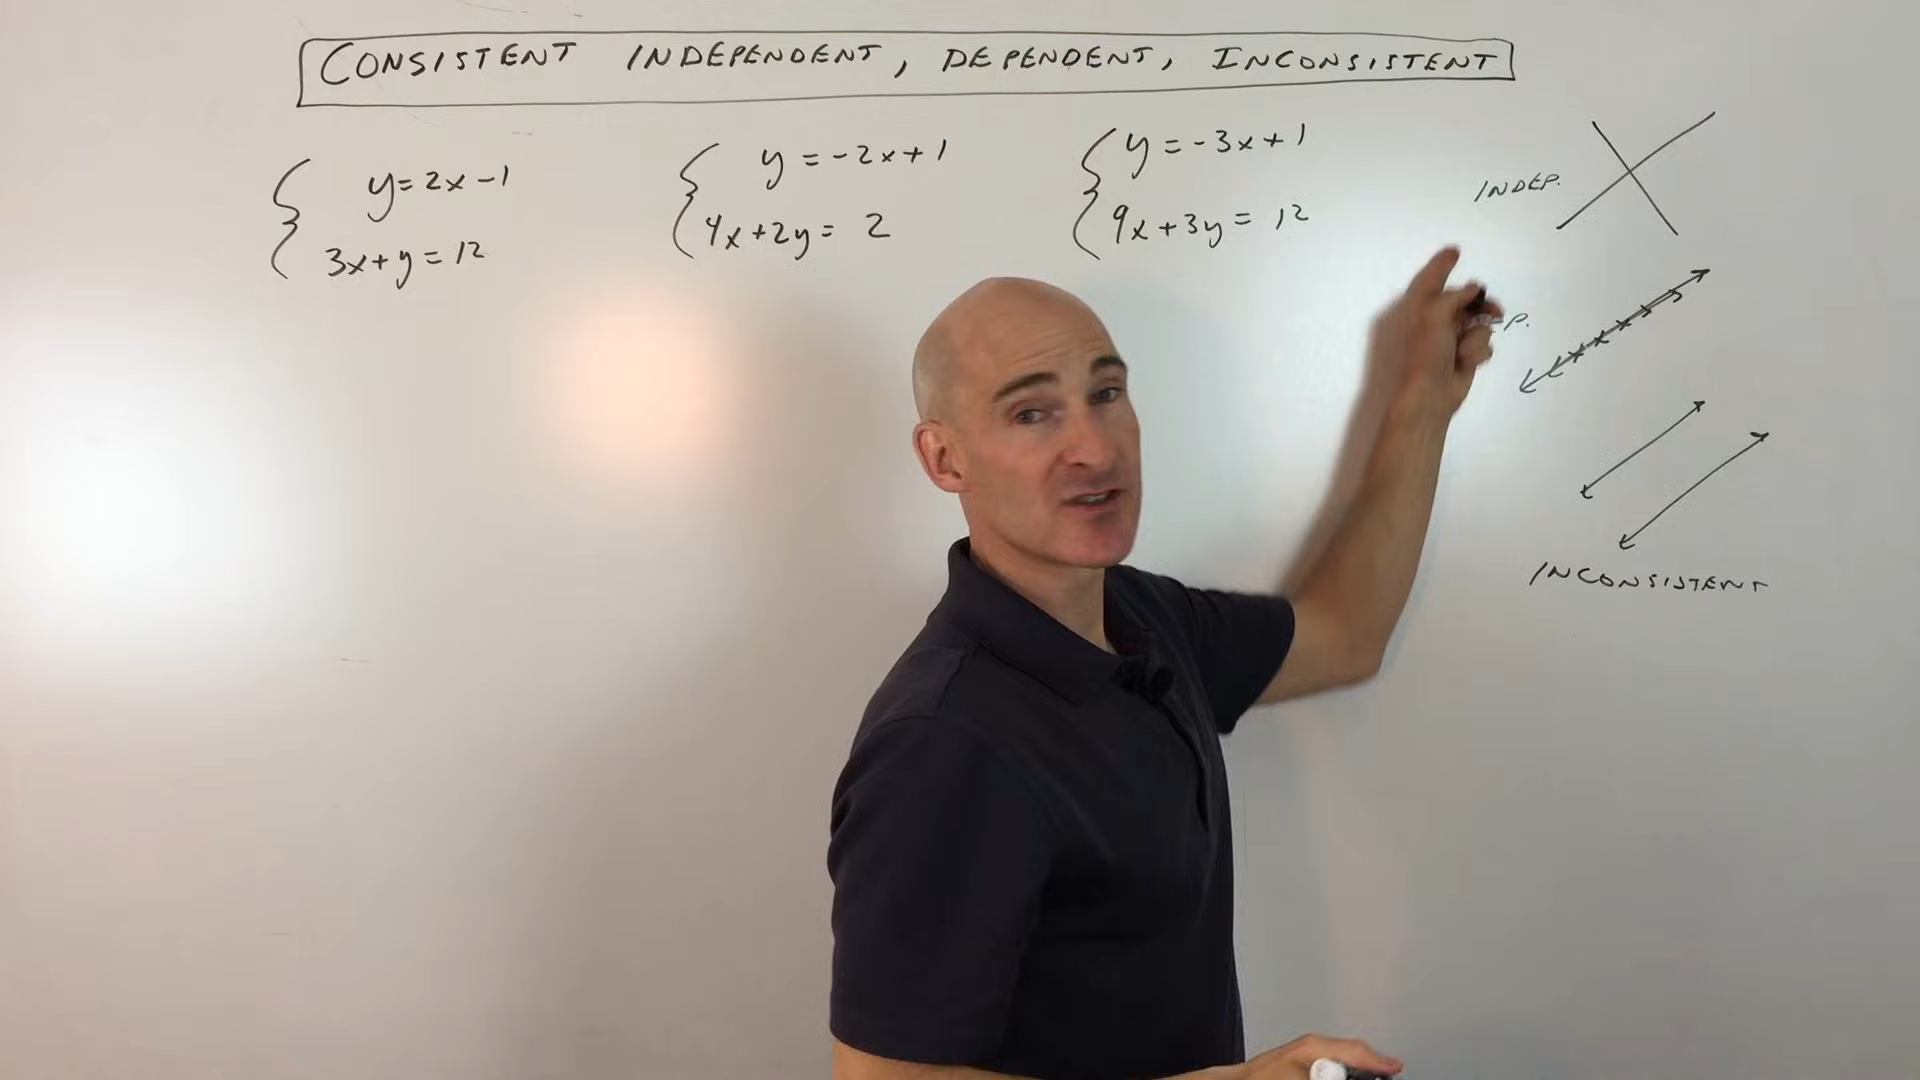 CONSISTENT INDEPENDENT, DEPENDENT, INCONSISTENT
y=2x-1
3x+y=12
y=-2x+1
4x+2y=2
y=-3x+1
9x+3y=12
INDEP.
EP.
INCONSISTENT